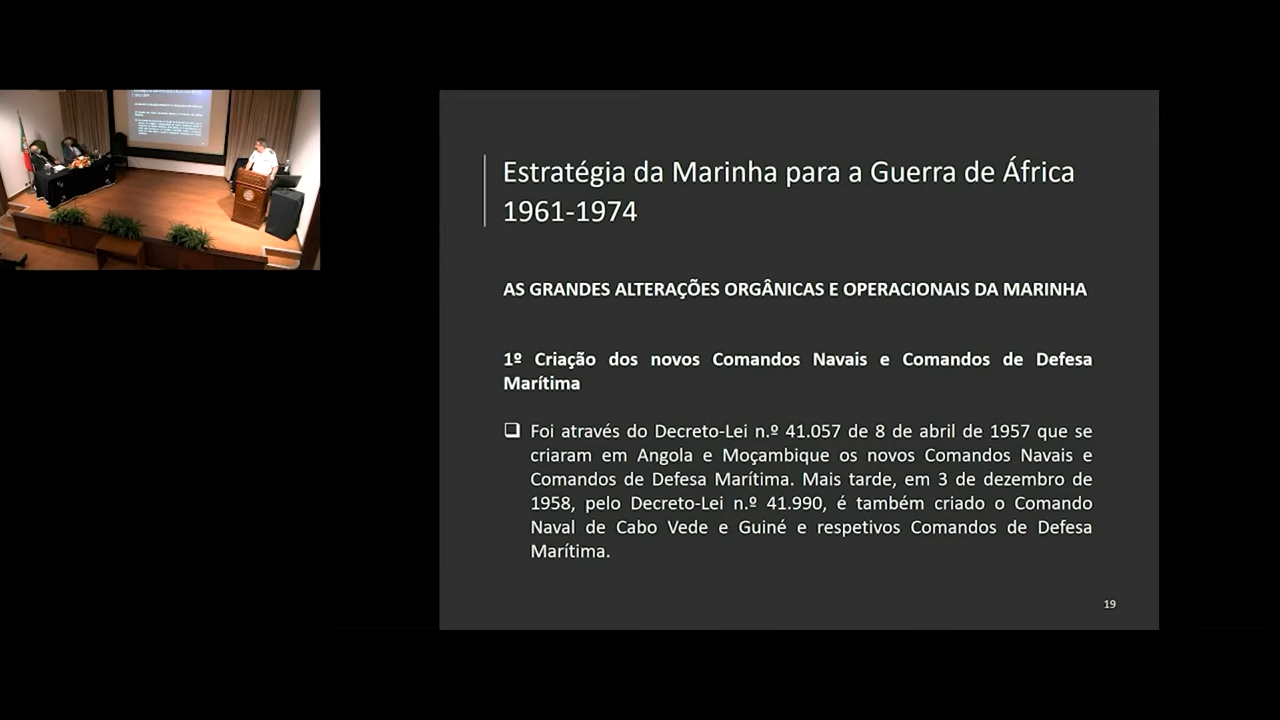 Estratégia da Marinha para a Guerra de África
1961-1974
AS GRANDES ALTERAÇÕES ORGÂNICAS E OPERACIONAIS DA MARINHA
1º Criação dos novos Comandos Navais e Comandos de Defesa
Marítima
❑ Foi através do Decreto-Lei n.º 41.057 de 8 de abril de 1957 que se
criaram em Angola e Moçambique os novos Comandos Navais e
Comandos de Defesa Marítima. Mais tarde, em 3 de dezembro de
1958, pelo Decreto-Lei n.º 41.990, é também criado o Comando
Naval de Cabo Vede e Guiné e respetivos Comandos de Defesa
Marítima.
19